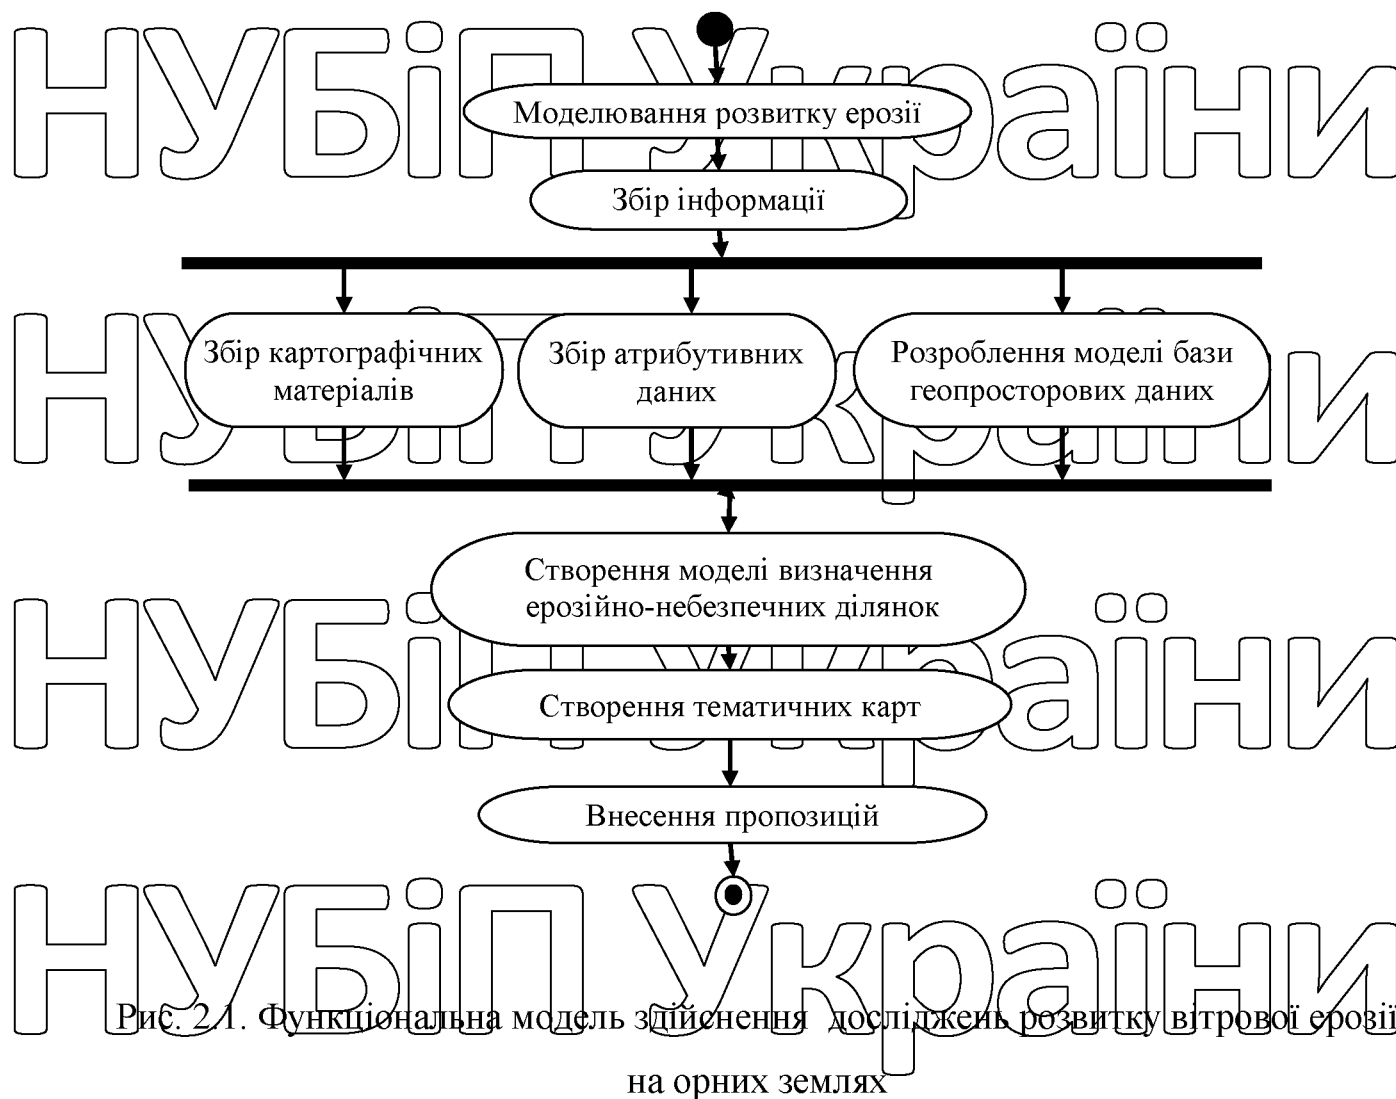 НУБіП України
Моделювання розвитку ерозії
Збір інформації
НУБіП України
Збір картографічних
матеріалів
Збір атрибутивних
даних
Розроблення моделі бази
геопросторових даних
НУБіП України
Створення моделі визначення
ерозійно-небезпечних ділянок
Створення тематичних карт
Внесення пропозицій
НУБіП України
Рис. 2.1. Функціональна модель здійснення досліджень розвитку вітрової ерозії
на орних землях